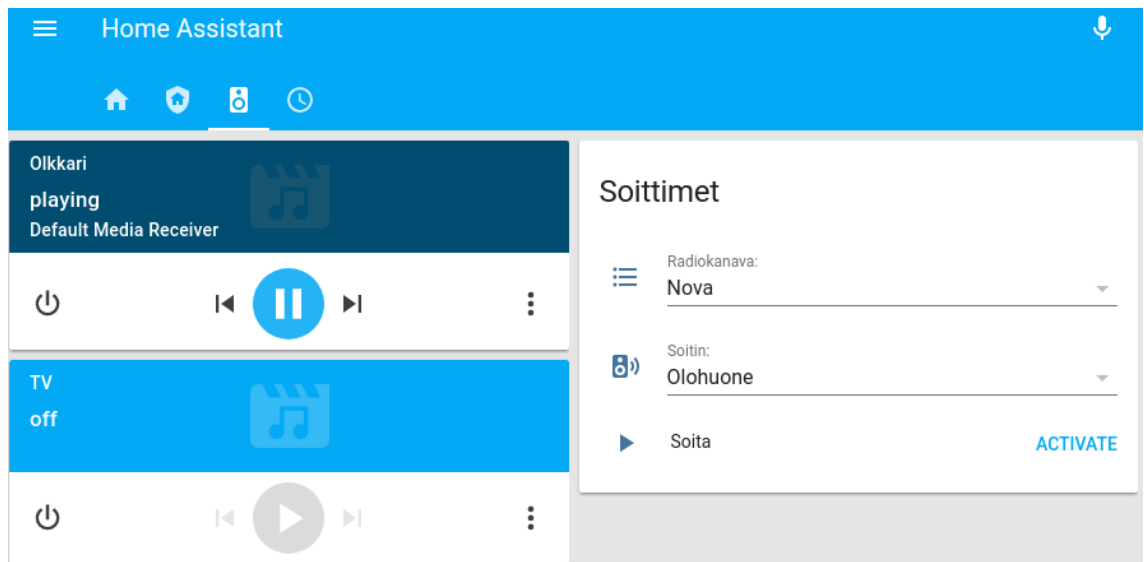 Home Assistant
Olkkari
playing
Default Media Receiver
TV
off
Soittimet
Radiokanava:
Nova
Soitin:
Olohuone
Soita
ACTIVATE